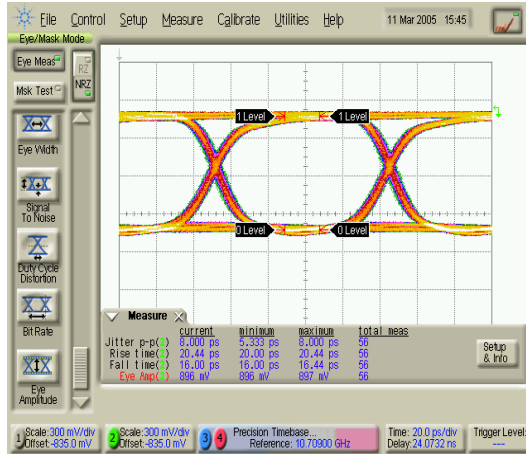 File Control Setup Measure Calibrate Utilities Help 11 Mar 2005 15:45
Eye/Mask Mode
Eye Meas
RZ
NRZ
Msk Test
Eye Width
Signal
To Noise
Duty Cycle
Distortion
Bit Rate
Eye
Amplitude
1 Level 1 Level
0 Level 0 Level
Measure
current minimum maximum total meas
Jitter p-p(2) 8.000 ps 5.333 ps 8.000 ps 56
Rise time(2) 20.44 ps 20.00 ps 20.44 ps 56
Fall time(2) 16.00 ps 16.00 ps 16.44 ps 56
Eye Amp(2) 896 mV 896 mV 897 mV 56
Setup
& Info
1 Scale:300 mV/div
Offset:-835.0 mV
2 Scale:300 mV/div
Offset:-835.0 mV
3 4 Precision Timebase...
Reference: 10.70900 GHz
Time: 20.0 ps/div
Delay:24.0732 ns
Trigger Level:
---